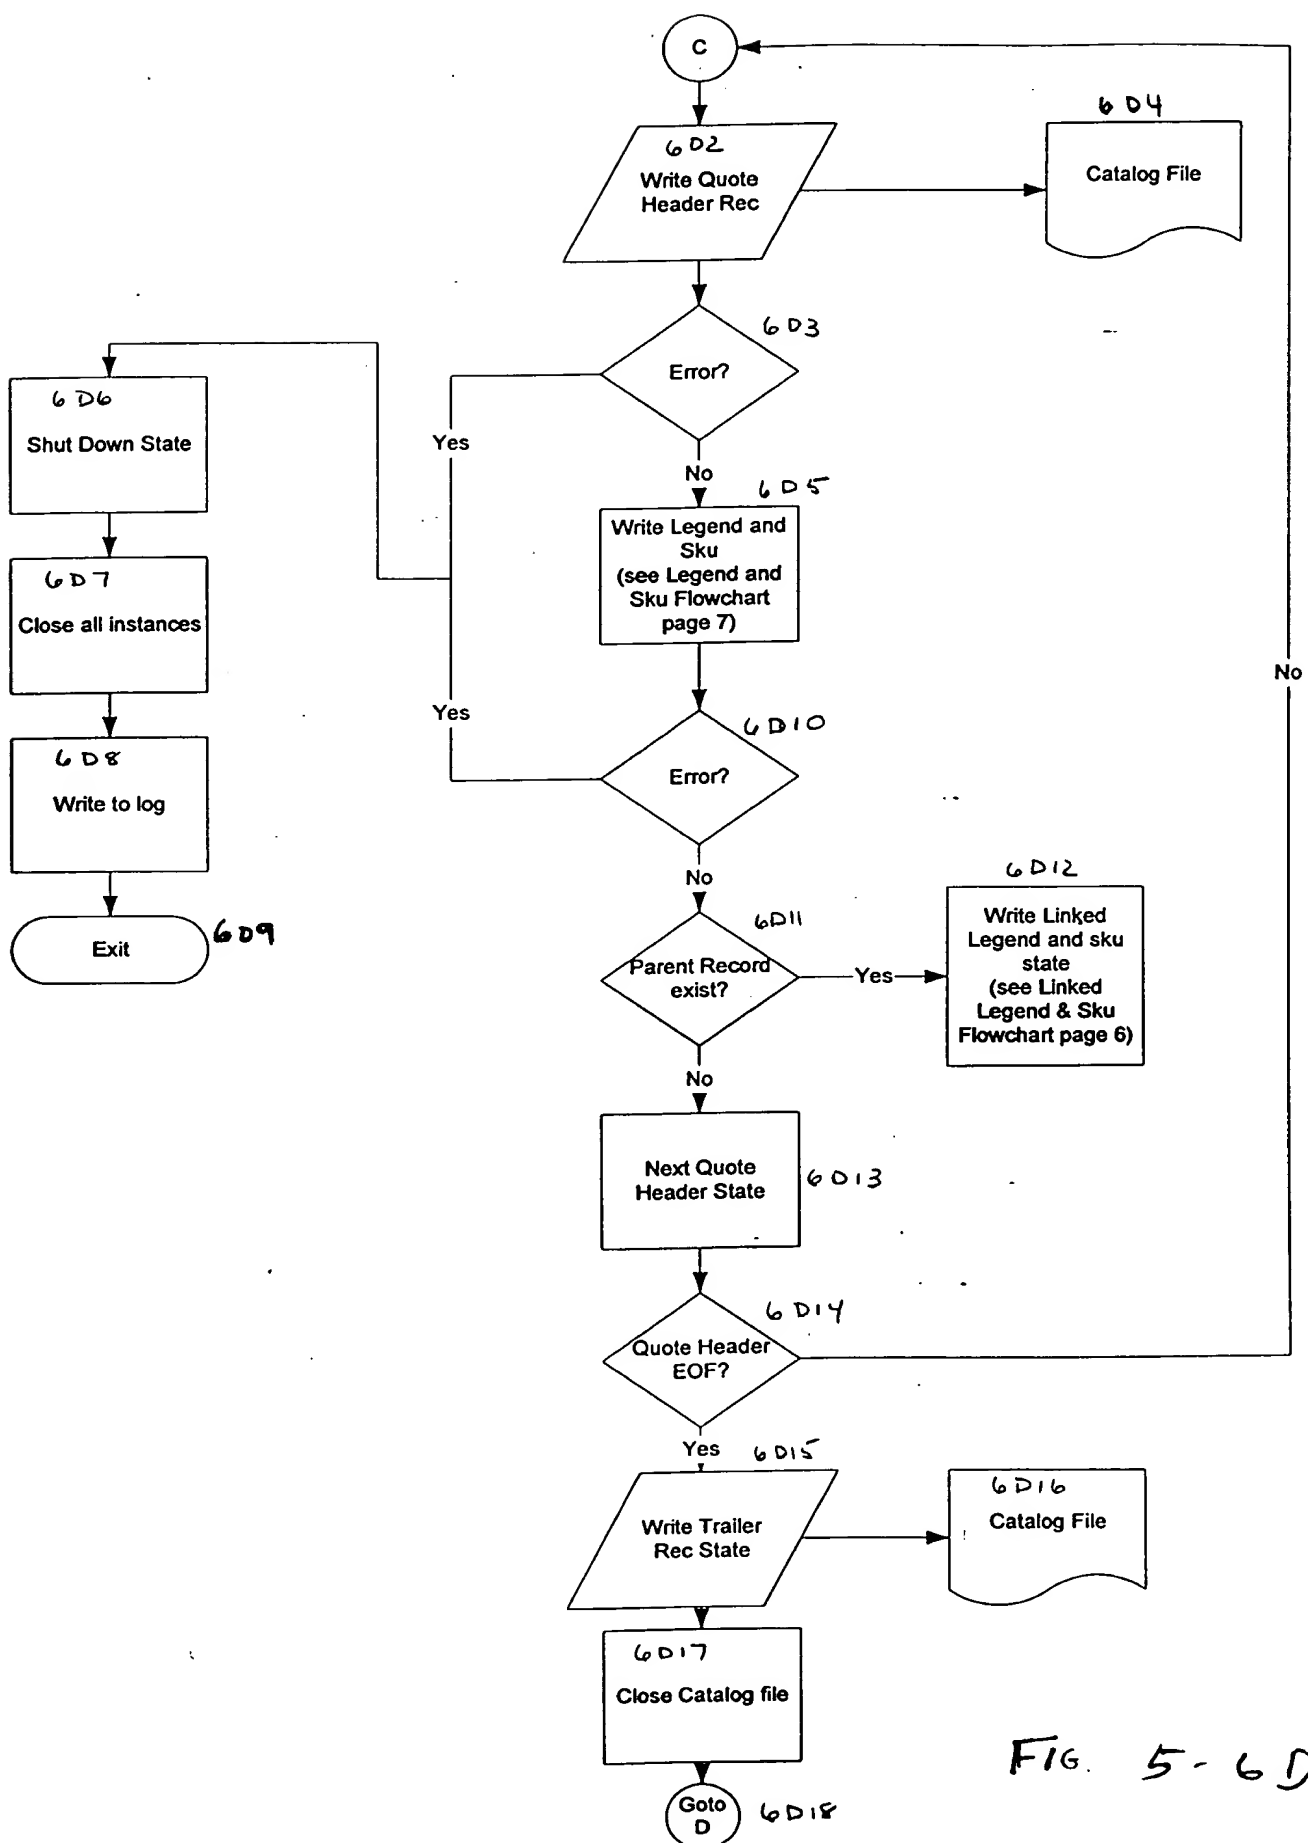 C
6D2
Write Quote
Header Rec
6D4
Catalog File
6D3
Error?
Yes
No
6D6
Shut Down State
6D7
Close all instances
6D8
Write to log
Exit
6D9
6D5
Write Legend and
Sku
(see Legend and
Sku Flowchart
page 7)
Yes
6D10
Error?
No
No
6D11
Parent Record
exist?
Yes
6D12
Write Linked
Legend and sku
state
(see Linked
Legend & Sku
Flowchart page 6)
No
Next Quote
Header State
6D13
6D14
Quote Header
EOF?
Yes
6D15
Write Trailer
Rec State
6D16
Catalog File
6D17
Close Catalog file
Goto
D
6D18
FIG. 5-6D